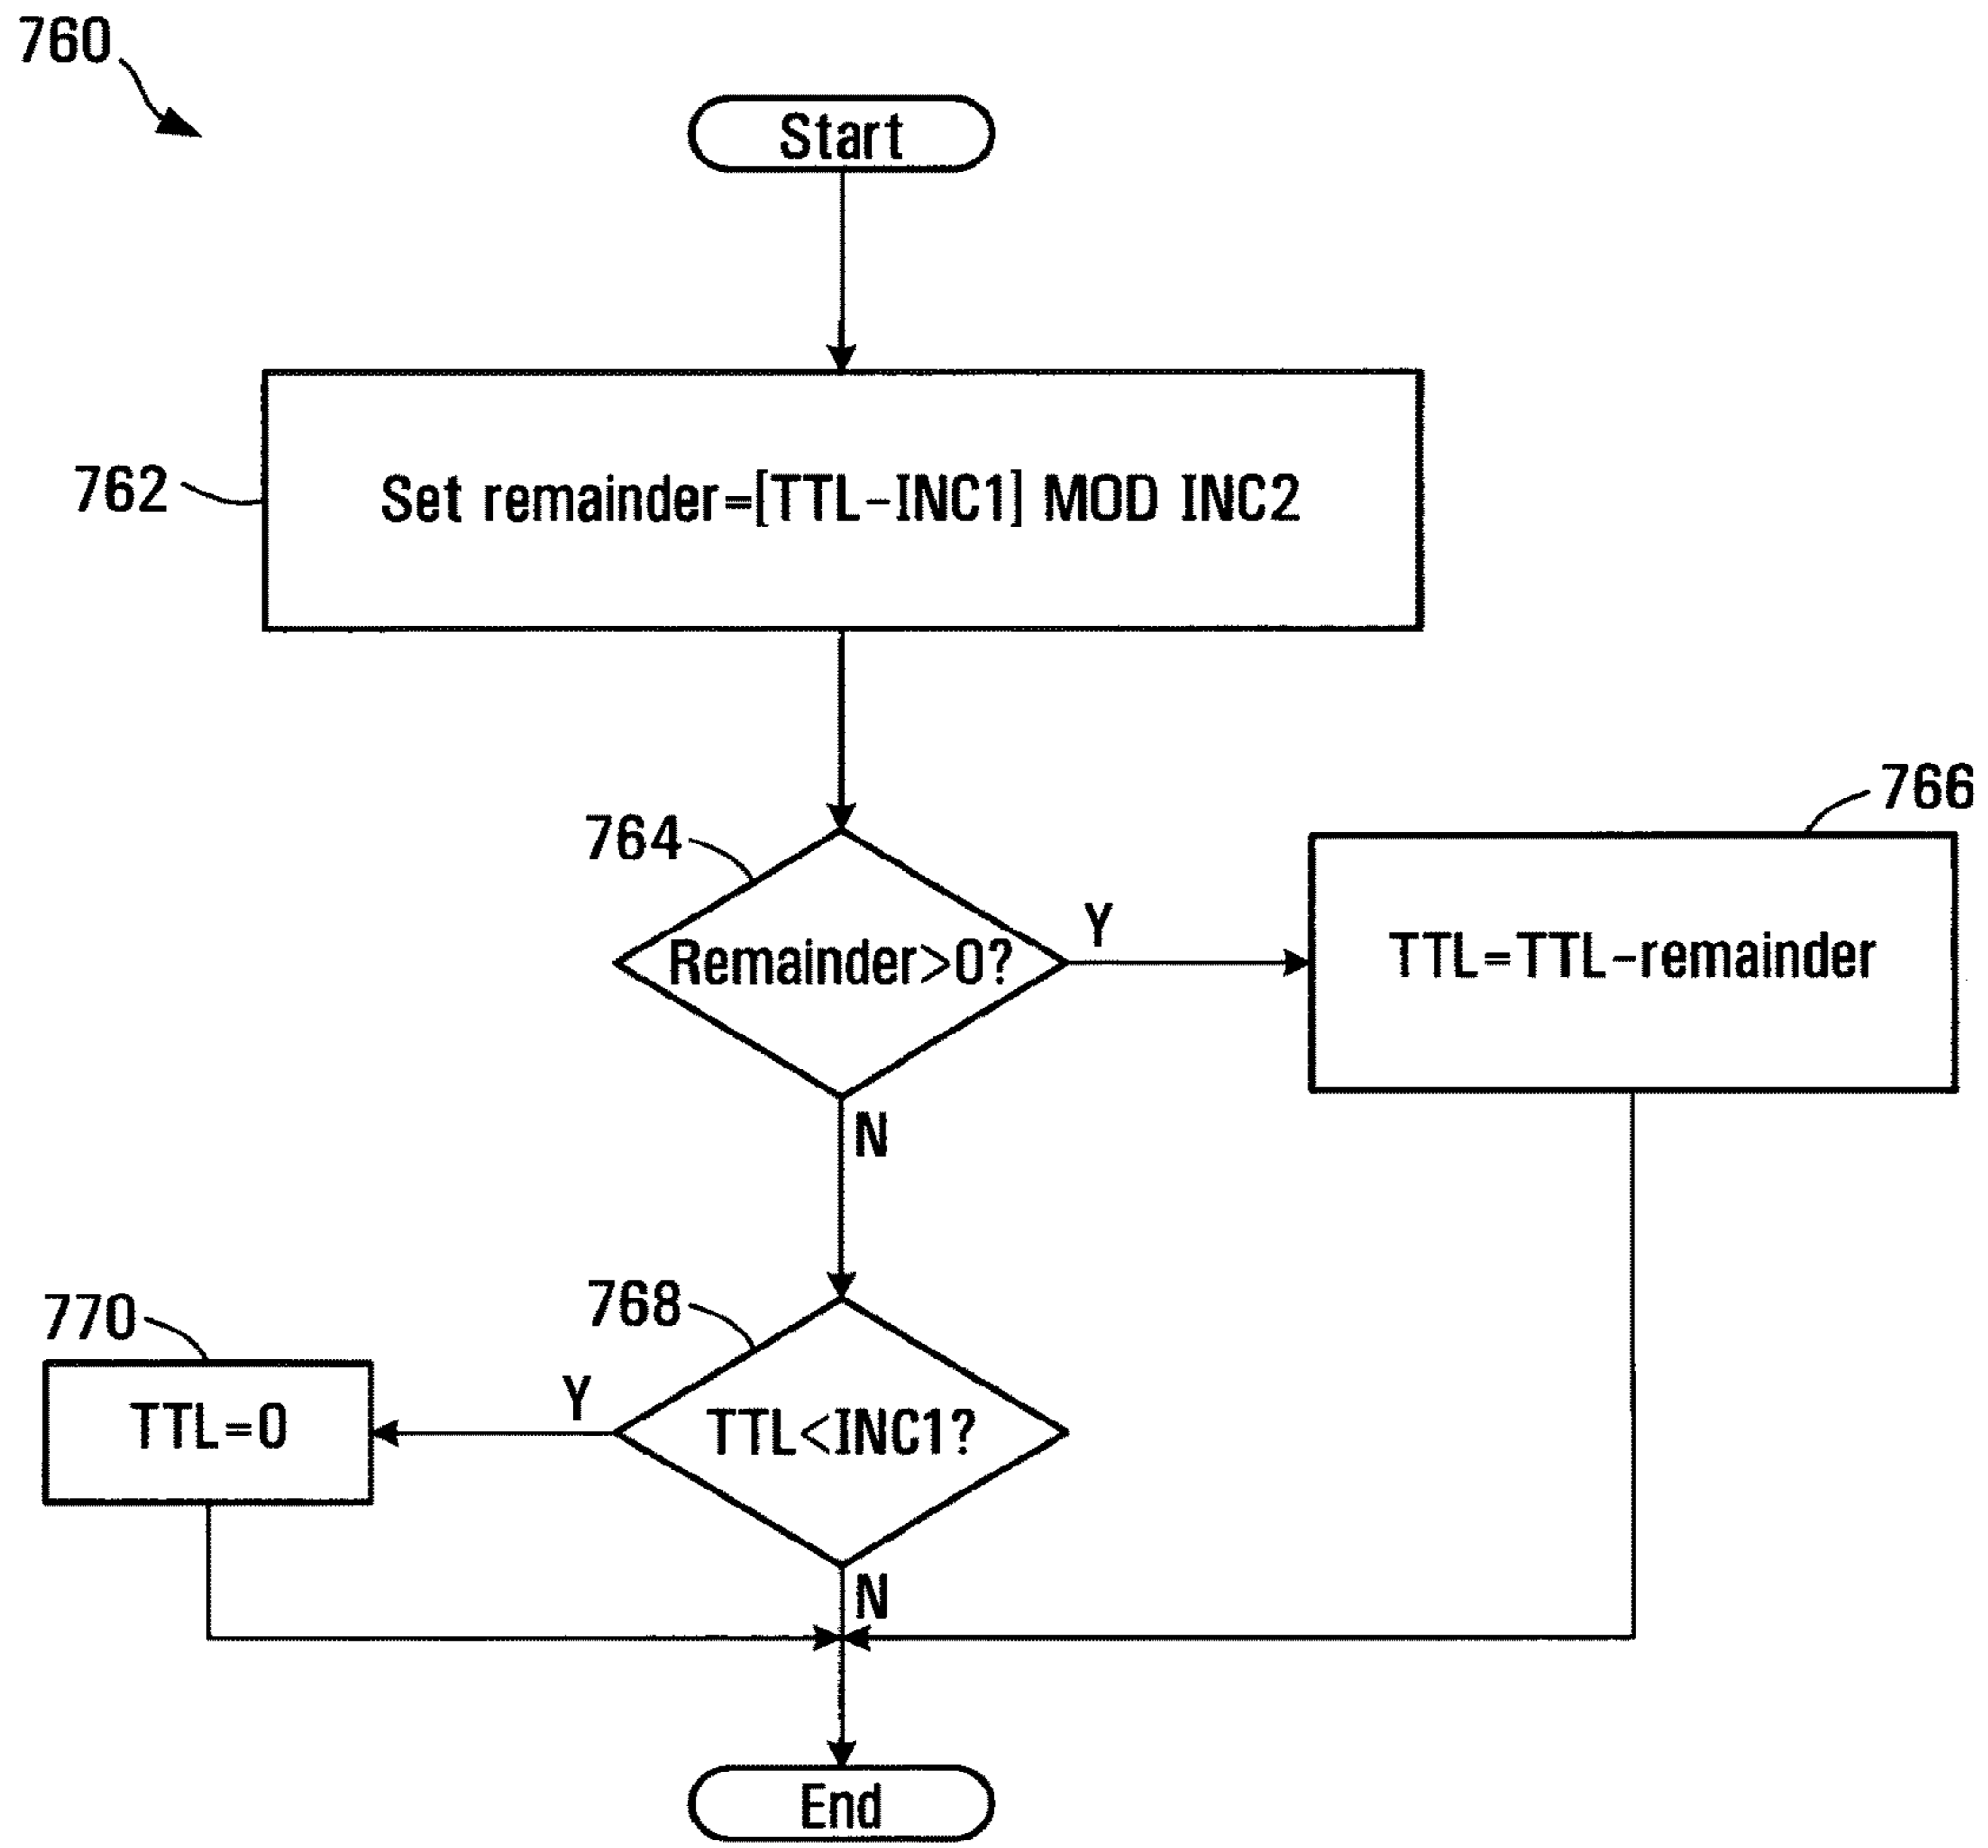 760
Start
762
Set remainder=[TTL-INC1] MOD INC2
764
Remainder>0?
Y
766
TTL=TTL-remainder
N
768
TTL<INC1?
Y
770
TTL=0
N
End